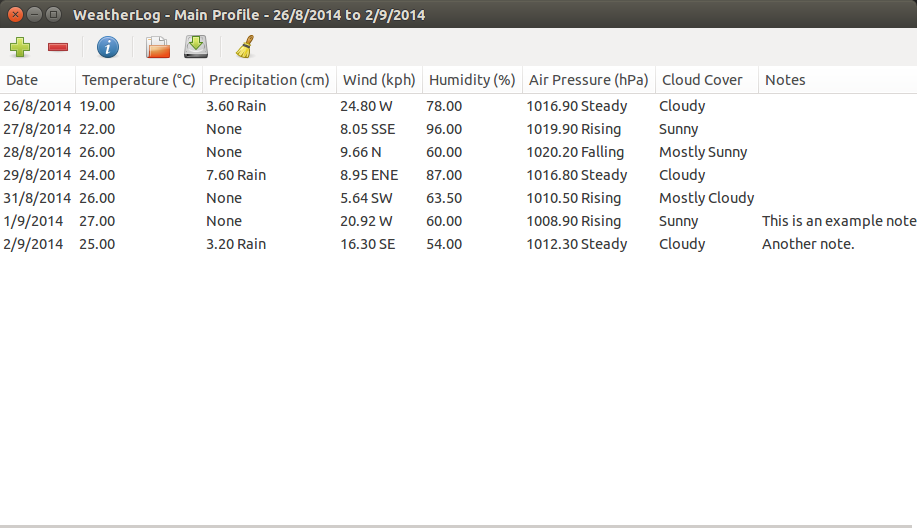 WeatherLog - Main Profile - 26/8/2014 to 2/9/2014
Date Temperature (°C) Precipitation (cm) Wind (kph) Humidity (%) Air Pressure (hPa) Cloud Cover Notes
26/8/2014 19.00 3.60 Rain 24.80 W 78.00 1016.90 Steady Cloudy
27/8/2014 22.00 None 8.05 SSE 96.00 1019.90 Rising Sunny
28/8/2014 26.00 None 9.66 N 60.00 1020.20 Falling Mostly Sunny
29/8/2014 24.00 7.60 Rain 8.95 ENE 87.00 1016.80 Steady Cloudy
31/8/2014 26.00 None 5.64 SW 63.50 1010.50 Rising Mostly Cloudy
1/9/2014 27.00 None 20.92 W 60.00 1008.90 Rising Sunny This is an example note
2/9/2014 25.00 3.20 Rain 16.30 SE 54.00 1012.30 Steady Cloudy Another note.